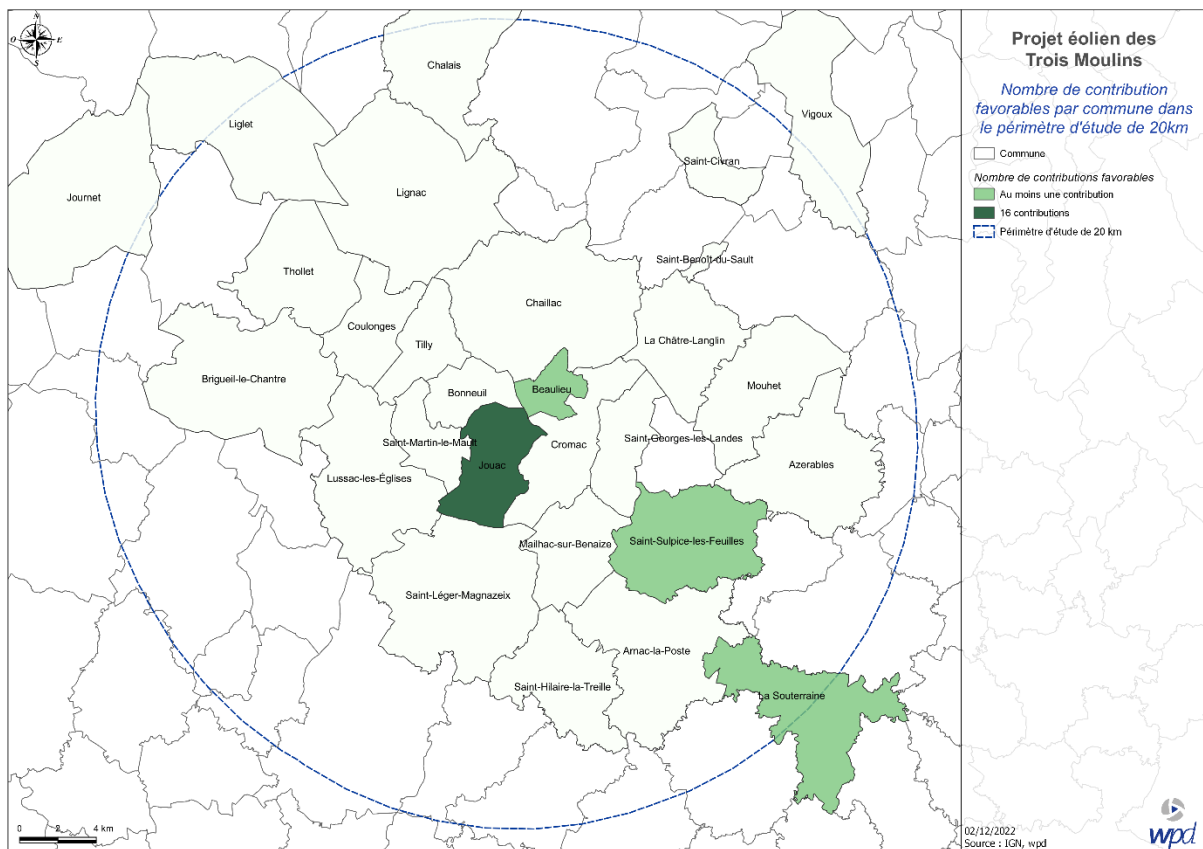 N
E
S
Chalais
Liglet
Vigoux
Saint-Civran
Journet
Lignac
Saint-Benoît-du-Sault
Thollet
Chaillac
Coulonges
La Châtre-Langlin
Tilly
Brigueil-le-Chantre
Mouhet
Bonneuil
Beaulieu
Saint-Martin-le-Mault
Cromac
Saint-Georges-les-Landes
Jouac
Azerables
Lussac-les-Églises
Mailhac-sur-Benaize
Saint-Sulpice-les-Feuilles
Saint-Léger-Magnazeix
Arnac-la-Poste
Saint-Hilaire-la-Treille
La Souterraine
0 2 4 km
Projet éolien des
Trois Moulins
Nombre de contribution
favorables par commune dans
le périmètre d'étude de 20km
Commune
Nombre de contributions favorables
Au moins une contribution
16 contributions
Périmètre d'étude de 20 km
02/12/2022
Source : IGN, wpd
wpd